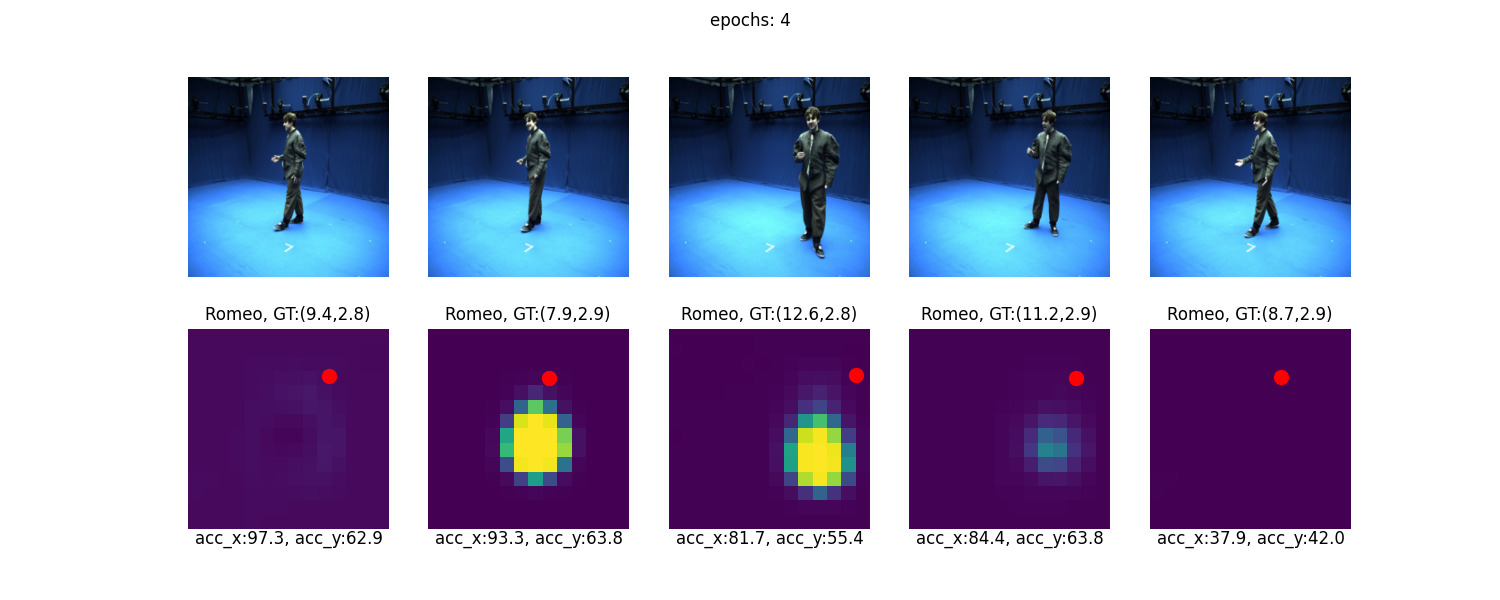 epochs: 4
Romeo, GT:(9.4,2.8)
Romeo, GT:(7.9,2.9)
Romeo, GT:(12.6,2.8)
Romeo, GT:(11.2,2.9)
Romeo, GT:(8.7,2.9)
acc_x:97.3, acc_y:62.9
acc_x:93.3, acc_y:63.8
acc_x:81.7, acc_y:55.4
acc_x:84.4, acc_y:63.8
acc_x:37.9, acc_y:42.0